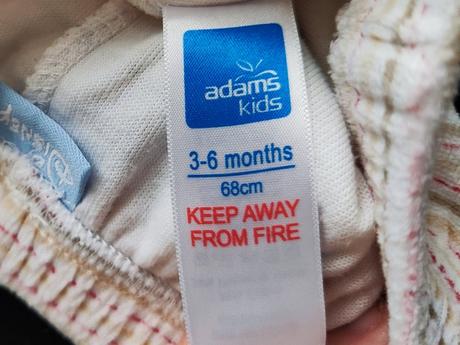 adams
kids
3-6 months
68cm
KEEP AWAY
FROM FIRE